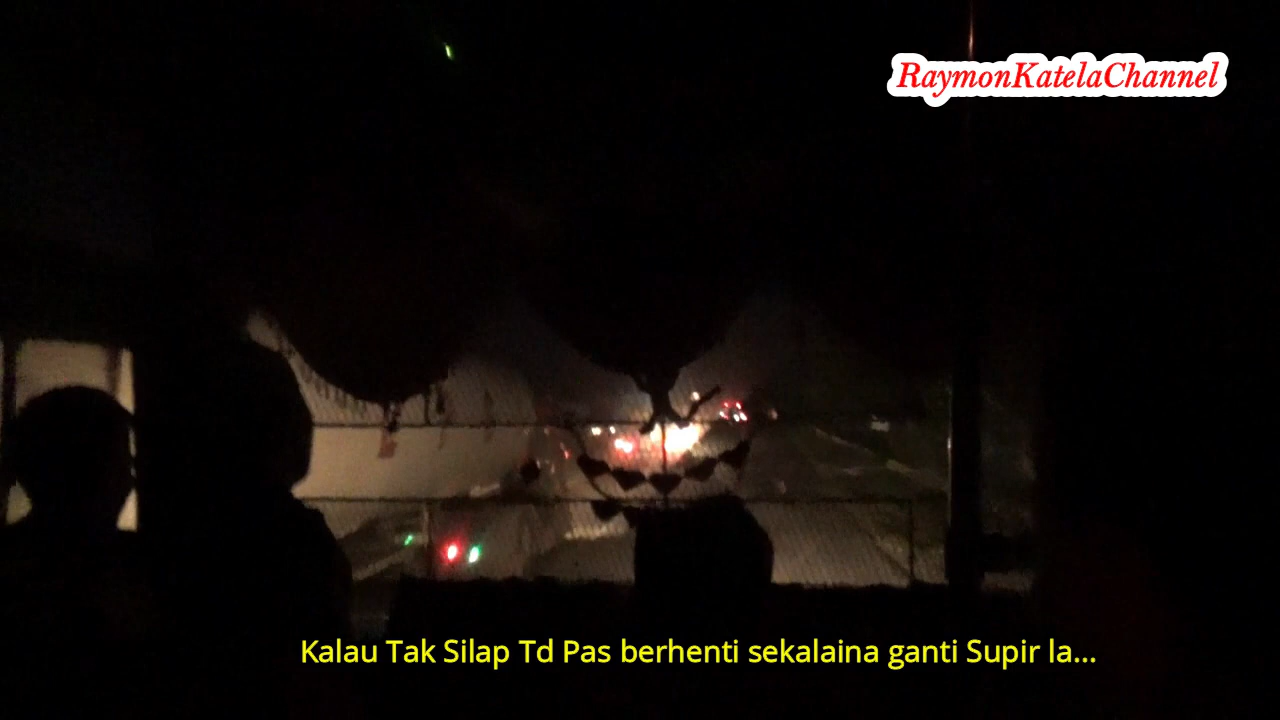 RaymonKatelaChannel
Kalau Tak Silap Td Pas berhenti sekalaina ganti Supir la...